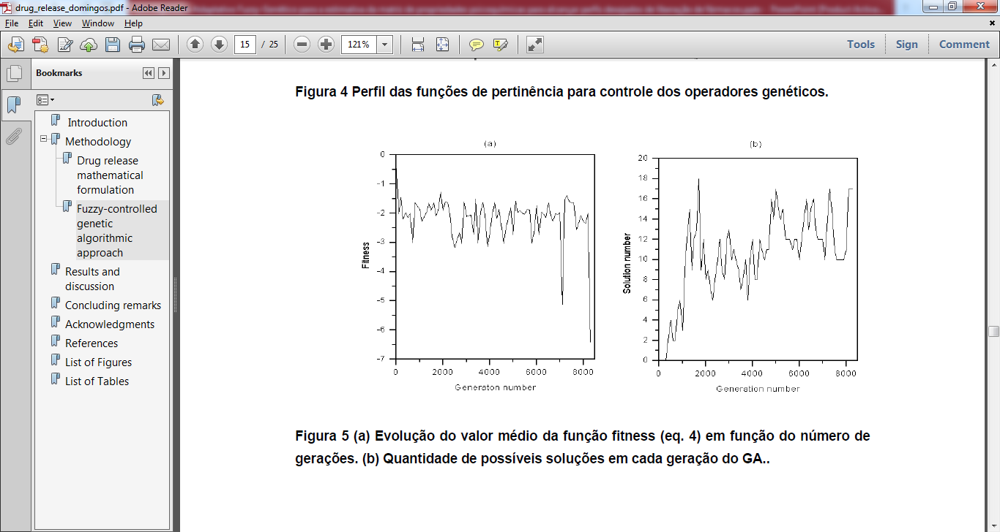 drug_release_domingos.pdf - Adobe Reader
File Edit View Window Help
15 / 25 121% Tools Sign Comment
Bookmarks
Introduction
Methodology
Drug release
mathematical
formulation
Fuzzy-controlled
genetic
algorithmic
approach
Results and
discussion
Concluding remarks
Acknowledgments
References
List of Figures
List of Tables
Figura 4 Perfil das funções de pertinência para controle dos operadores genéticos.
(a)
Fitness
0
-1
-2
-3
-4
-5
-6
-7
0 2000 4000 6000 8000
Generaton number
(b)
Solution number
20
18
16
14
12
10
8
6
4
2
0
0 2000 4000 6000 8000
Generation number
Figura 5 (a) Evolução do valor médio da função fitness (eq. 4) em função do número de
gerações. (b) Quantidade de possíveis soluções em cada geração do GA..